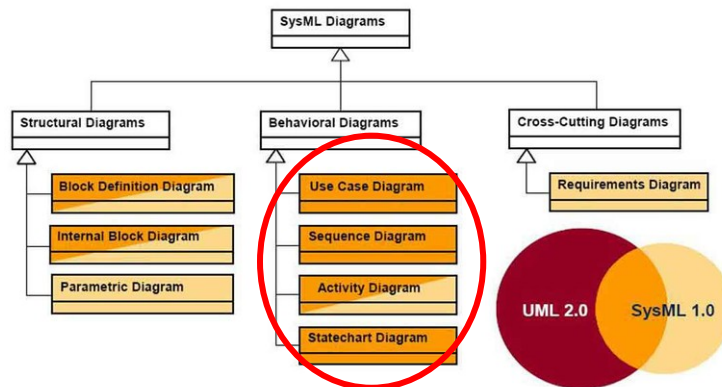 SysML Diagrams
Structural Diagrams
Behavioral Diagrams
Cross-Cutting Diagrams
Block Definition Diagram
Use Case Diagram
Requirements Diagram
Internal Block Diagram
Sequence Diagram
Parametric Diagram
Activity Diagram
Statechart Diagram
UML 2.0
SysML 1.0